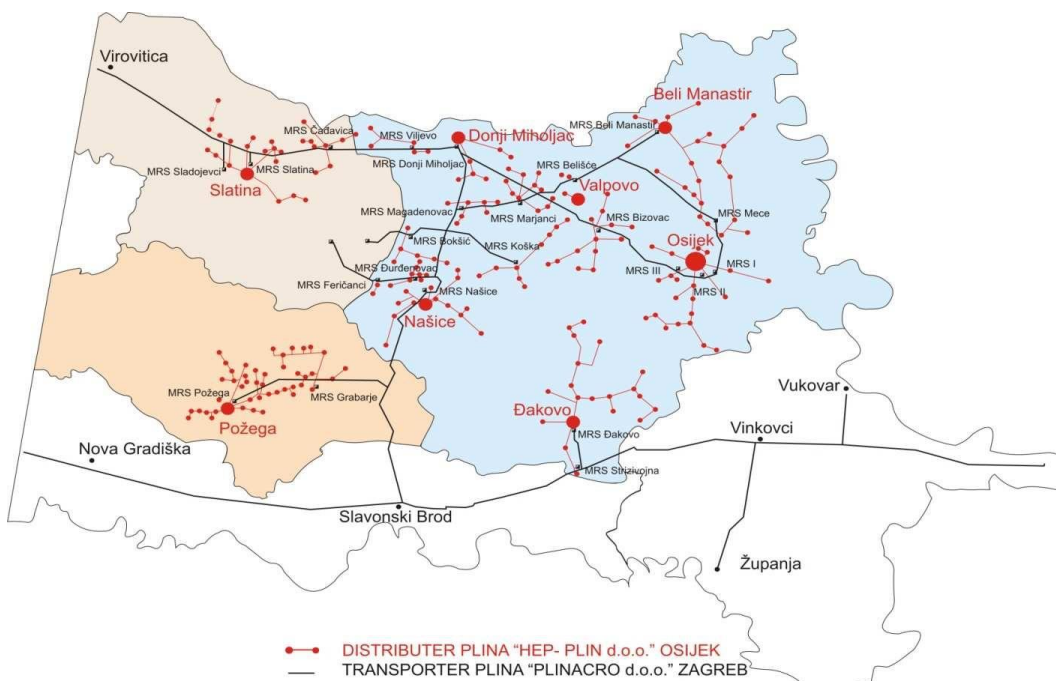 Virovitica
Beli Manastir
MRS Beli Manastir
MRS Čađavica
MRS Viljevo
Donji Miholjac
MRS Donji Miholjac
MRS Sladojevci
MRS Slatina
Slatina
MRS Belišće
Valpovo
MRS Magadenovac
MRS Marjanci
MRS Bizovac
MRS Mece
MRS Bokšić
MRS Koška
Osijek
MRS III
MRS I
MRS II
MRS Đurđenovac
MRS Feričanci
MRS Našice
Našice
MRS Požega
MRS Grabarje
Požega
Đakovo
MRS Đakovo
MRS Strizivojna
Vukovar
Vinkovci
Nova Gradiška
Slavonski Brod
Županja
DISTRIBUTER PLINA “HEP- PLIN d.o.o.” OSIJEK
TRANSPORTER PLINA “PLINACRO d.o.o.” ZAGREB